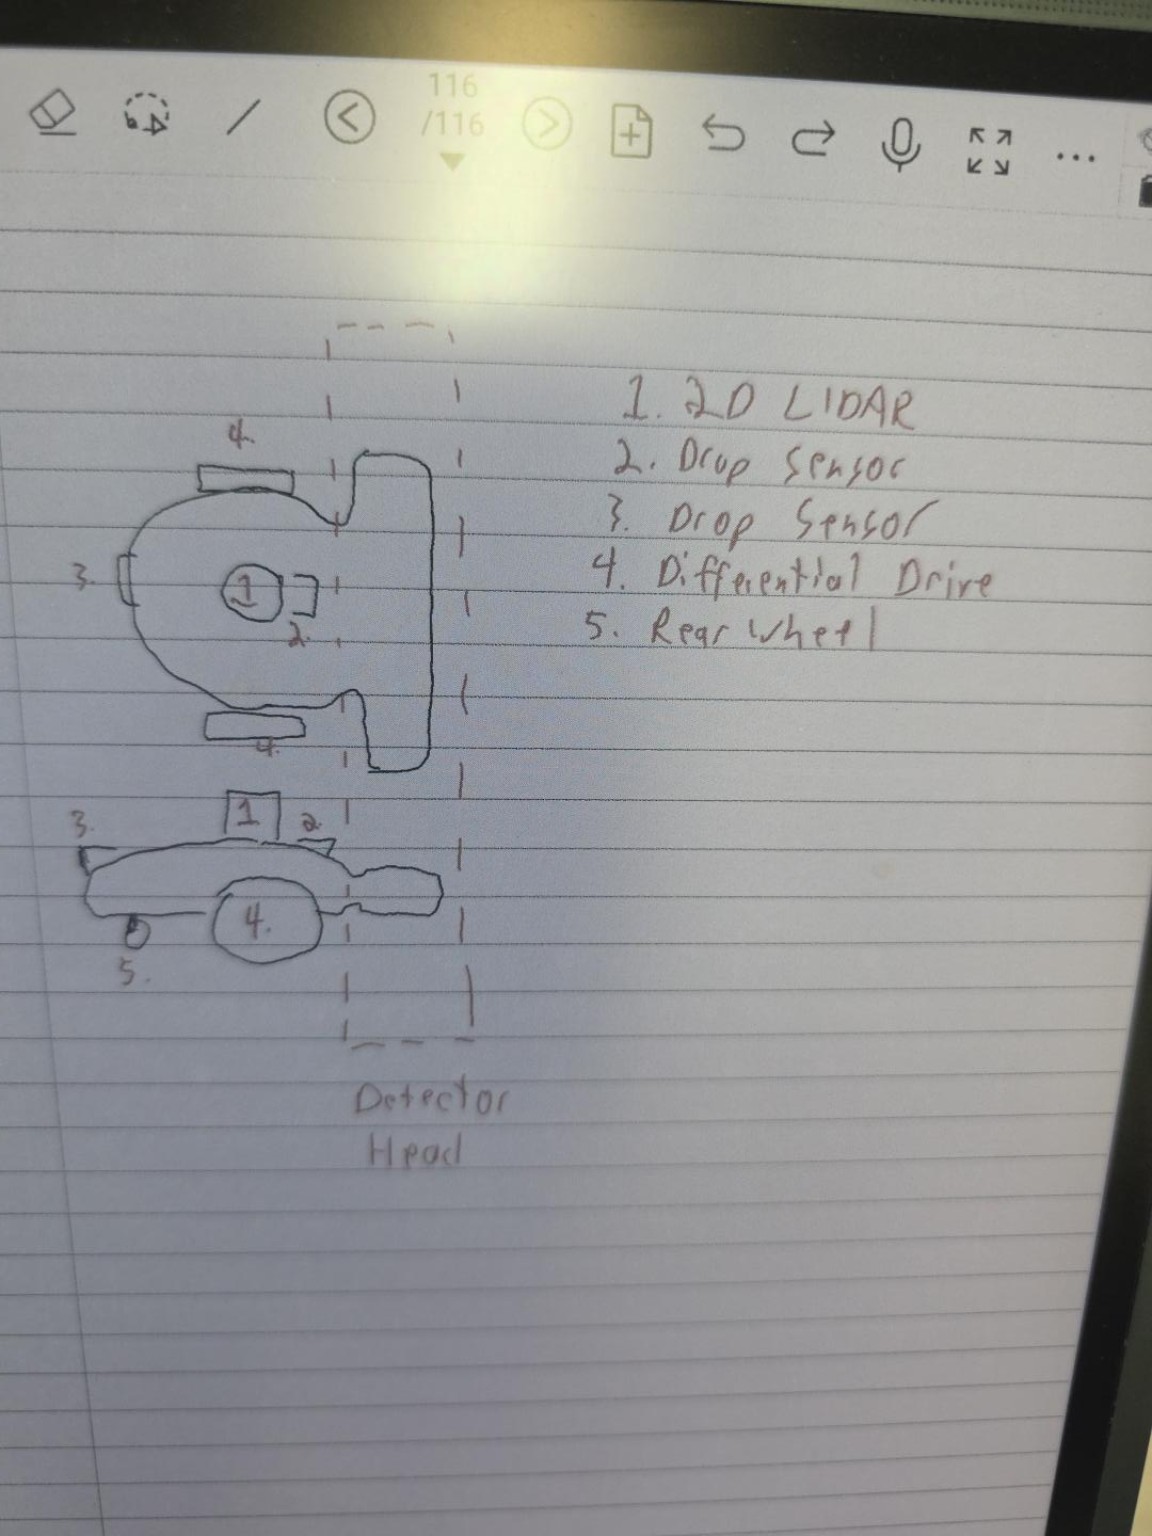 116
/116
1. 2D LIDAR
2. Drop Sensor
3. Drop Sensor
4. Differential Drive
5. Rear Wheel
4.
3.
1
2.
4.
3.
1
2.
4.
5.
Detector
Head